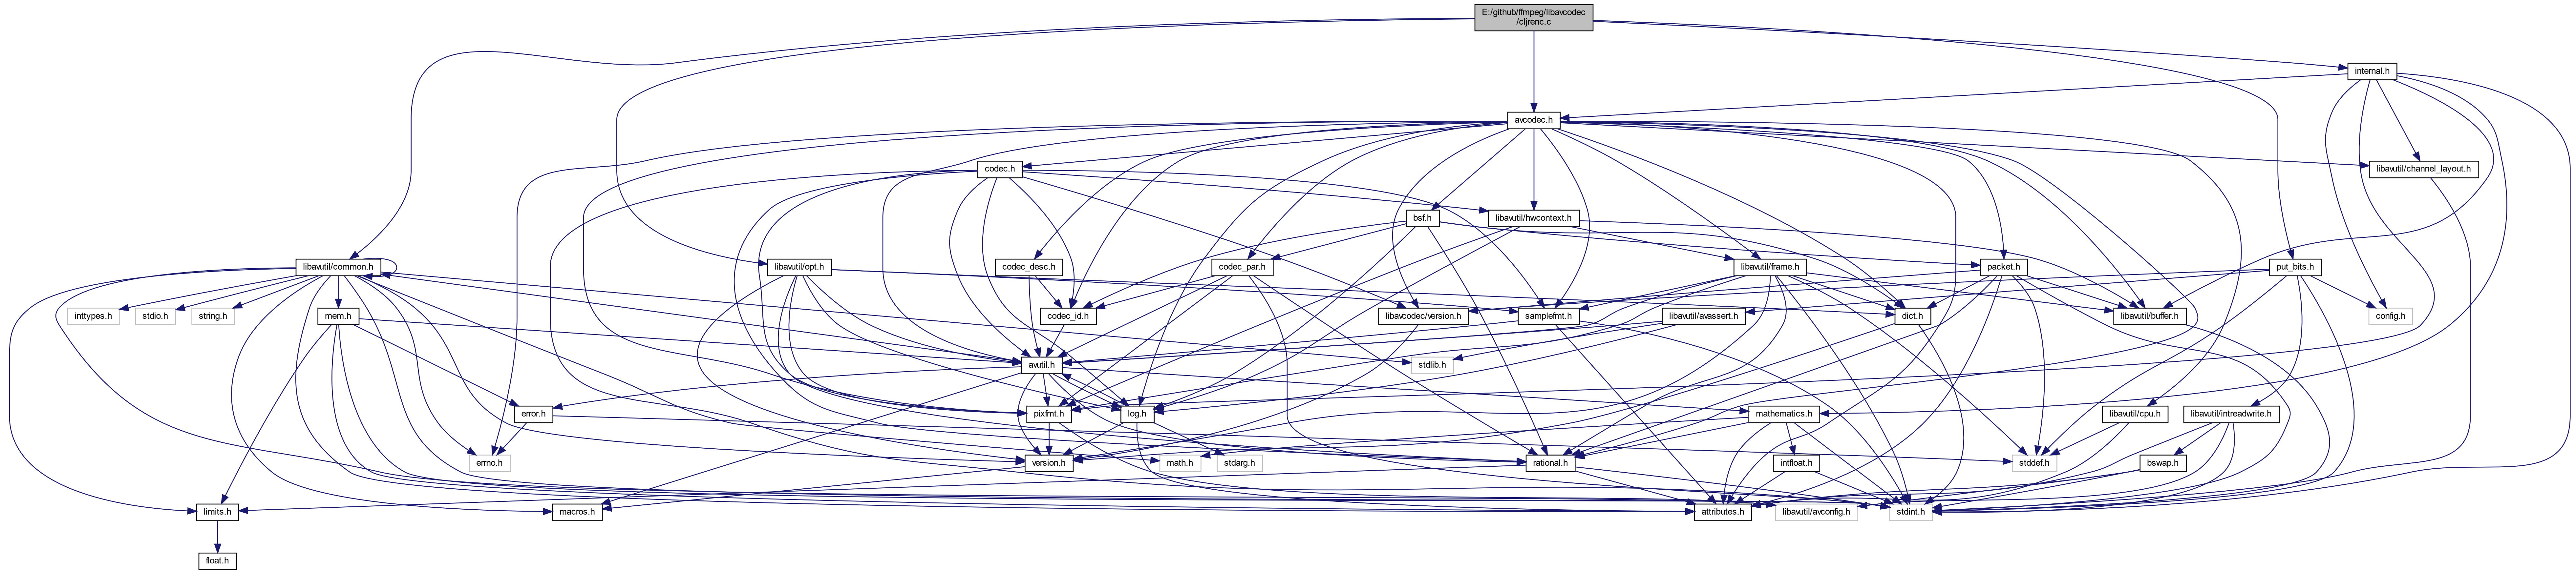 E:/github/ffmpeg/libavcodec
/cljrenc.c
internal.h
avcodec.h
codec.h
libavutil/channel_layout.h
bsf.h
libavutil/hwcontext.h
libavutil/common.h
libavutil/opt.h
codec_desc.h
codec_par.h
libavutil/frame.h
packet.h
put_bits.h
inttypes.h
stdio.h
string.h
mem.h
codec_id.h
libavcodec/version.h
samplefmt.h
libavutil/avassert.h
dict.h
libavutil/buffer.h
config.h
avutil.h
stdlib.h
error.h
pixfmt.h
log.h
mathematics.h
libavutil/cpu.h
libavutil/intreadwrite.h
errno.h
version.h
math.h
stdarg.h
rational.h
intfloat.h
stddef.h
bswap.h
limits.h
macros.h
attributes.h
libavutil/avconfig.h
stdint.h
float.h